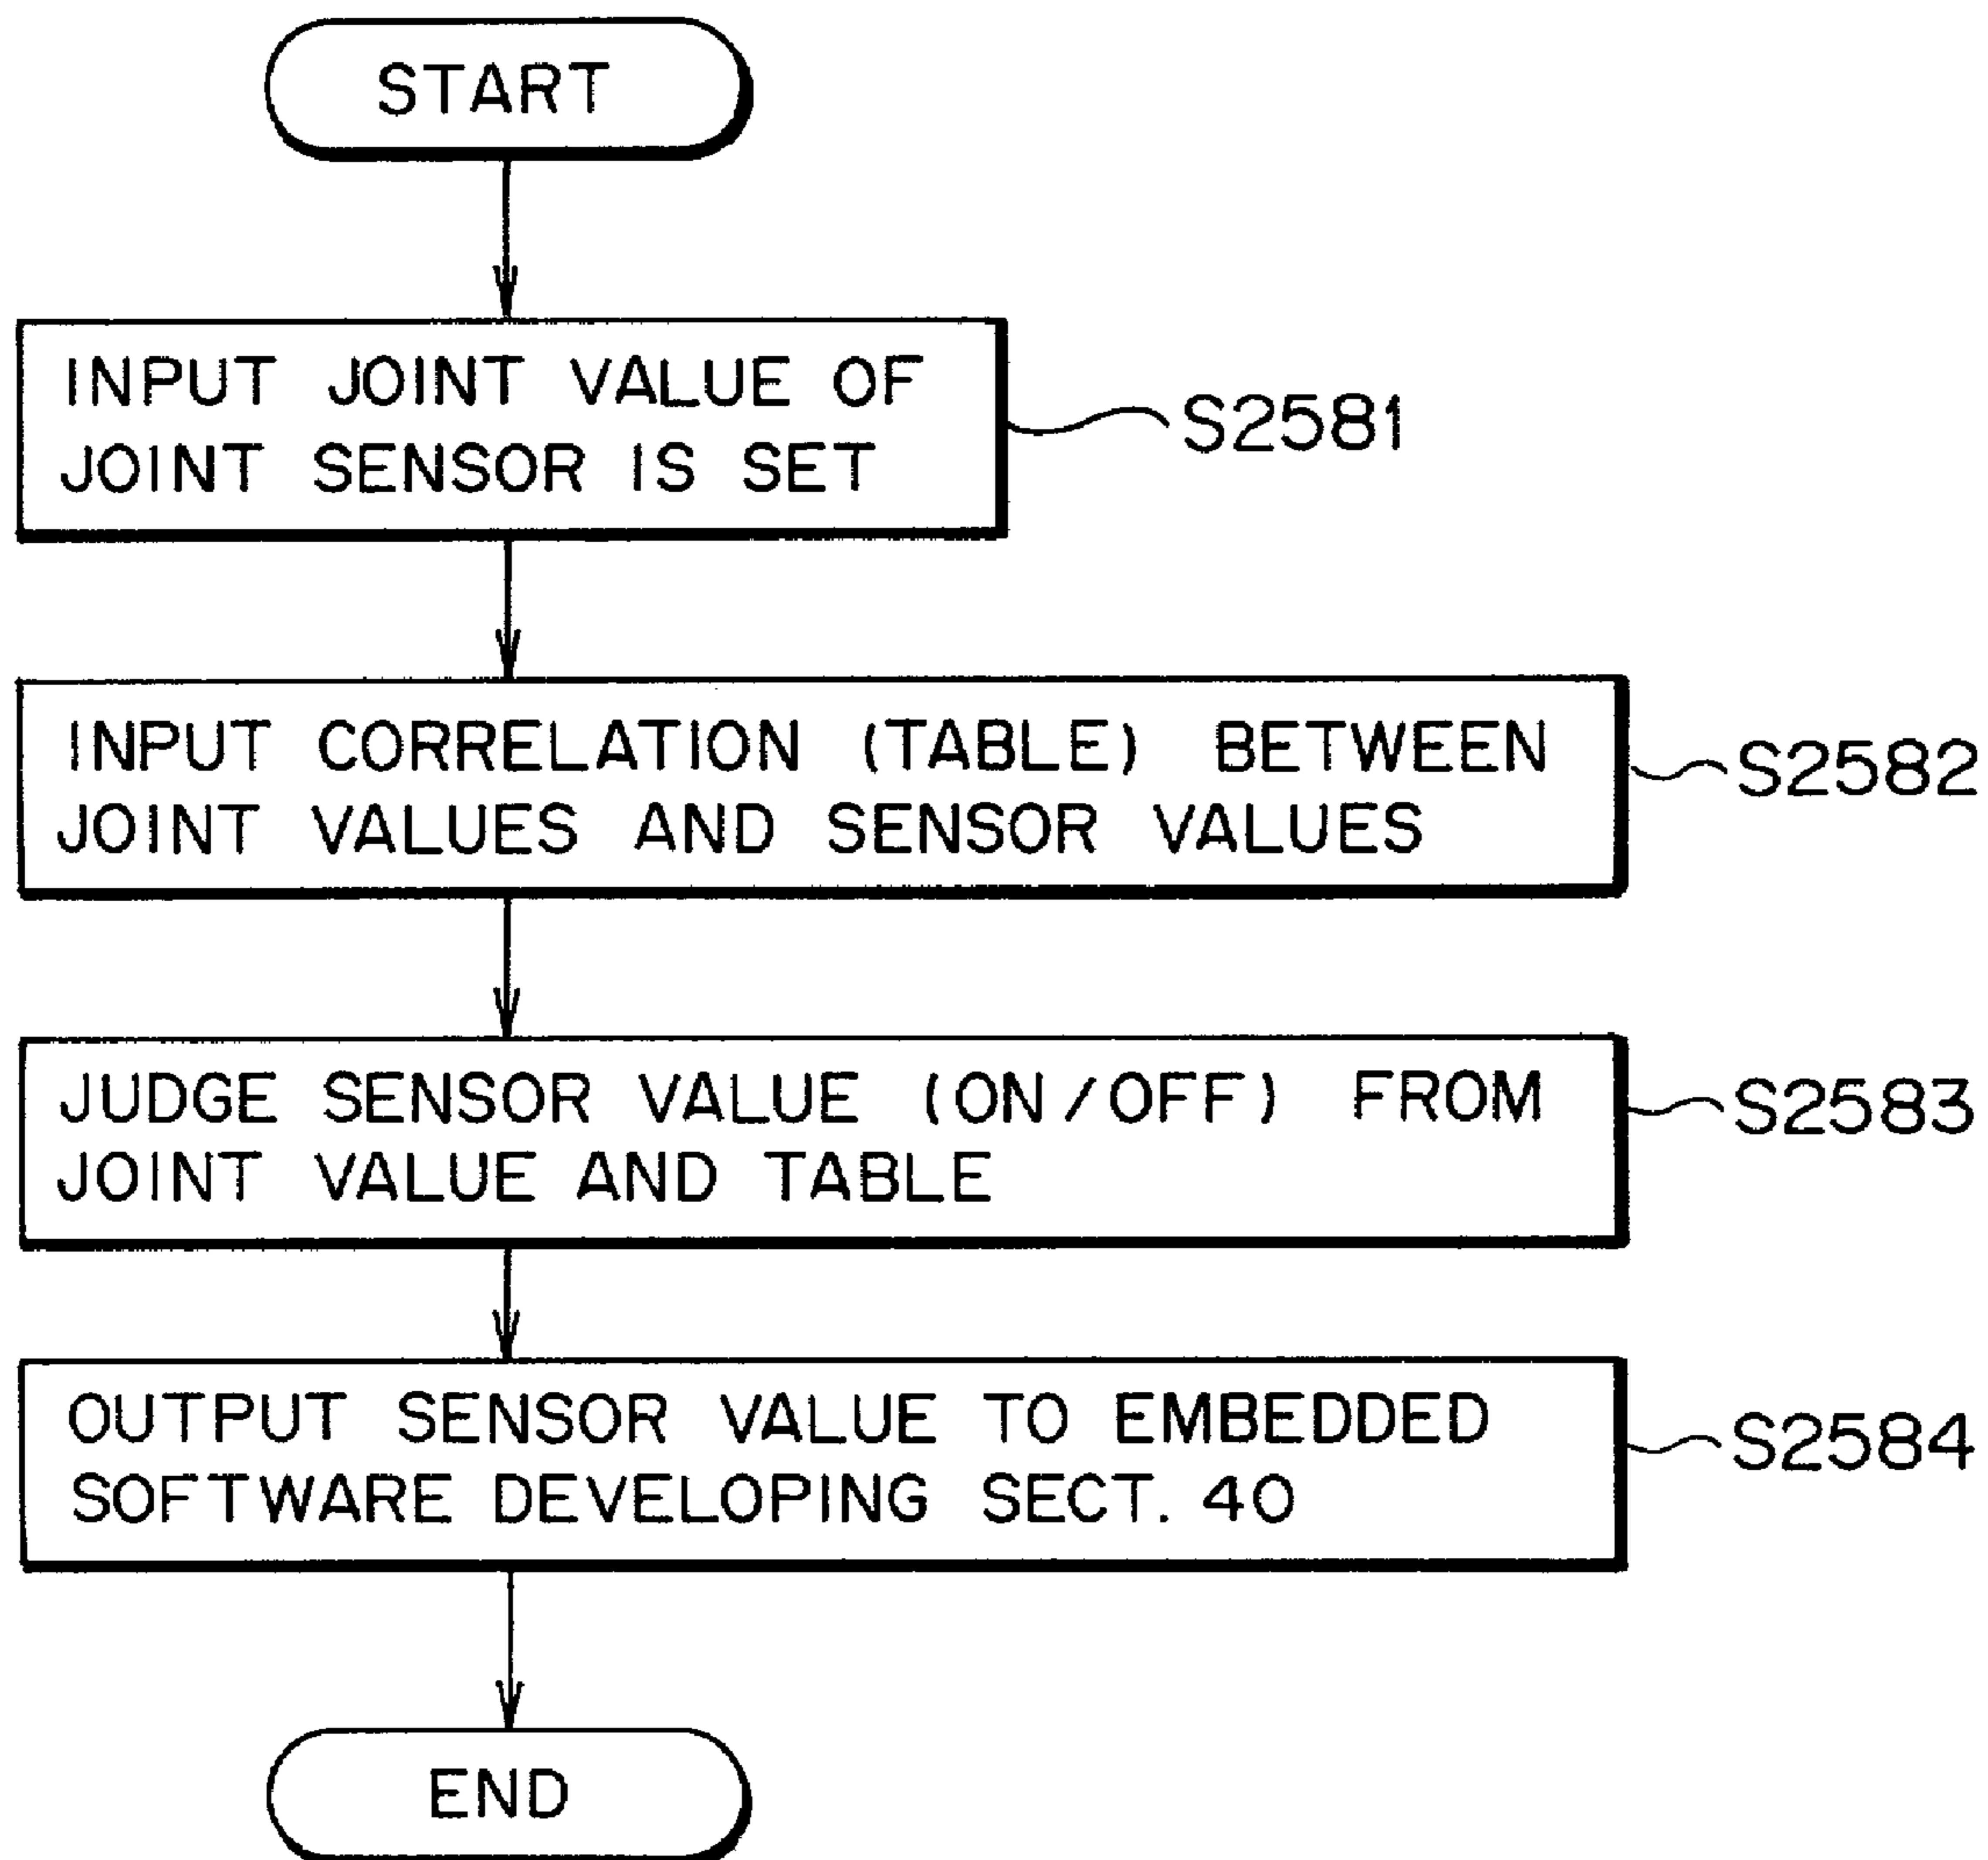 START
INPUT JOINT VALUE OF
JOINT SENSOR IS SET
S2581
INPUT CORRELATION (TABLE) BETWEEN
JOINT VALUES AND SENSOR VALUES
S2582
JUDGE SENSOR VALUE (ON/OFF) FROM
JOINT VALUE AND TABLE
S2583
OUTPUT SENSOR VALUE TO EMBEDDED
SOFTWARE DEVELOPING SECT. 40
S2584
END